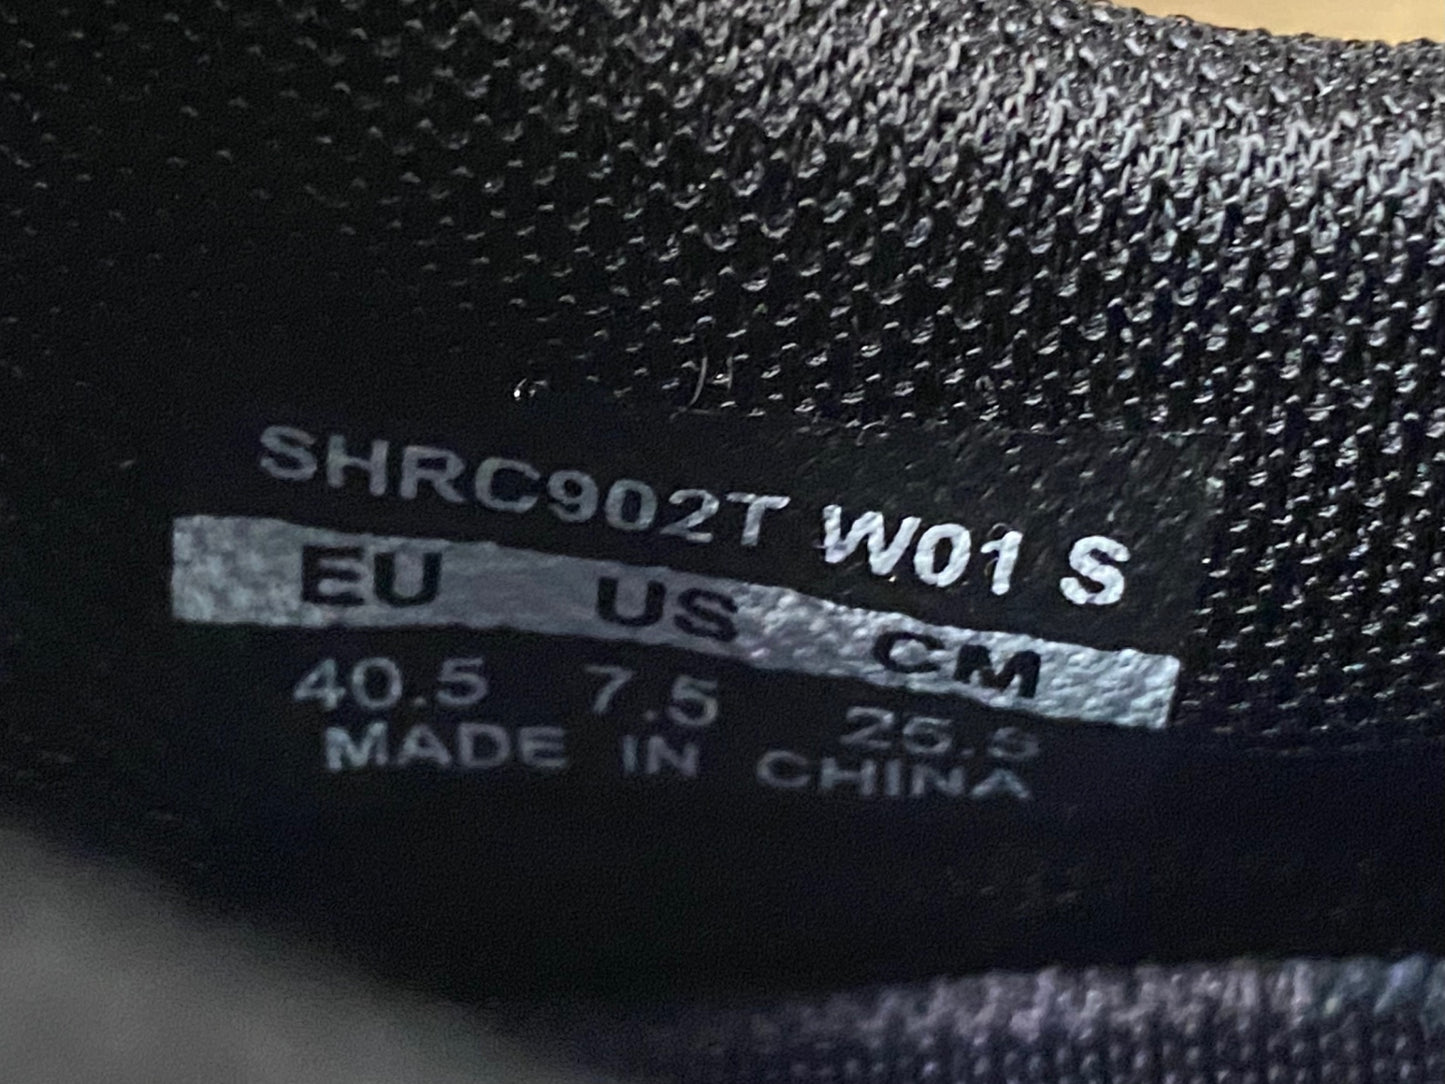 SHRC902T W01 S
EU US CM
40.5 7.5 25.5
MADE IN CHINA